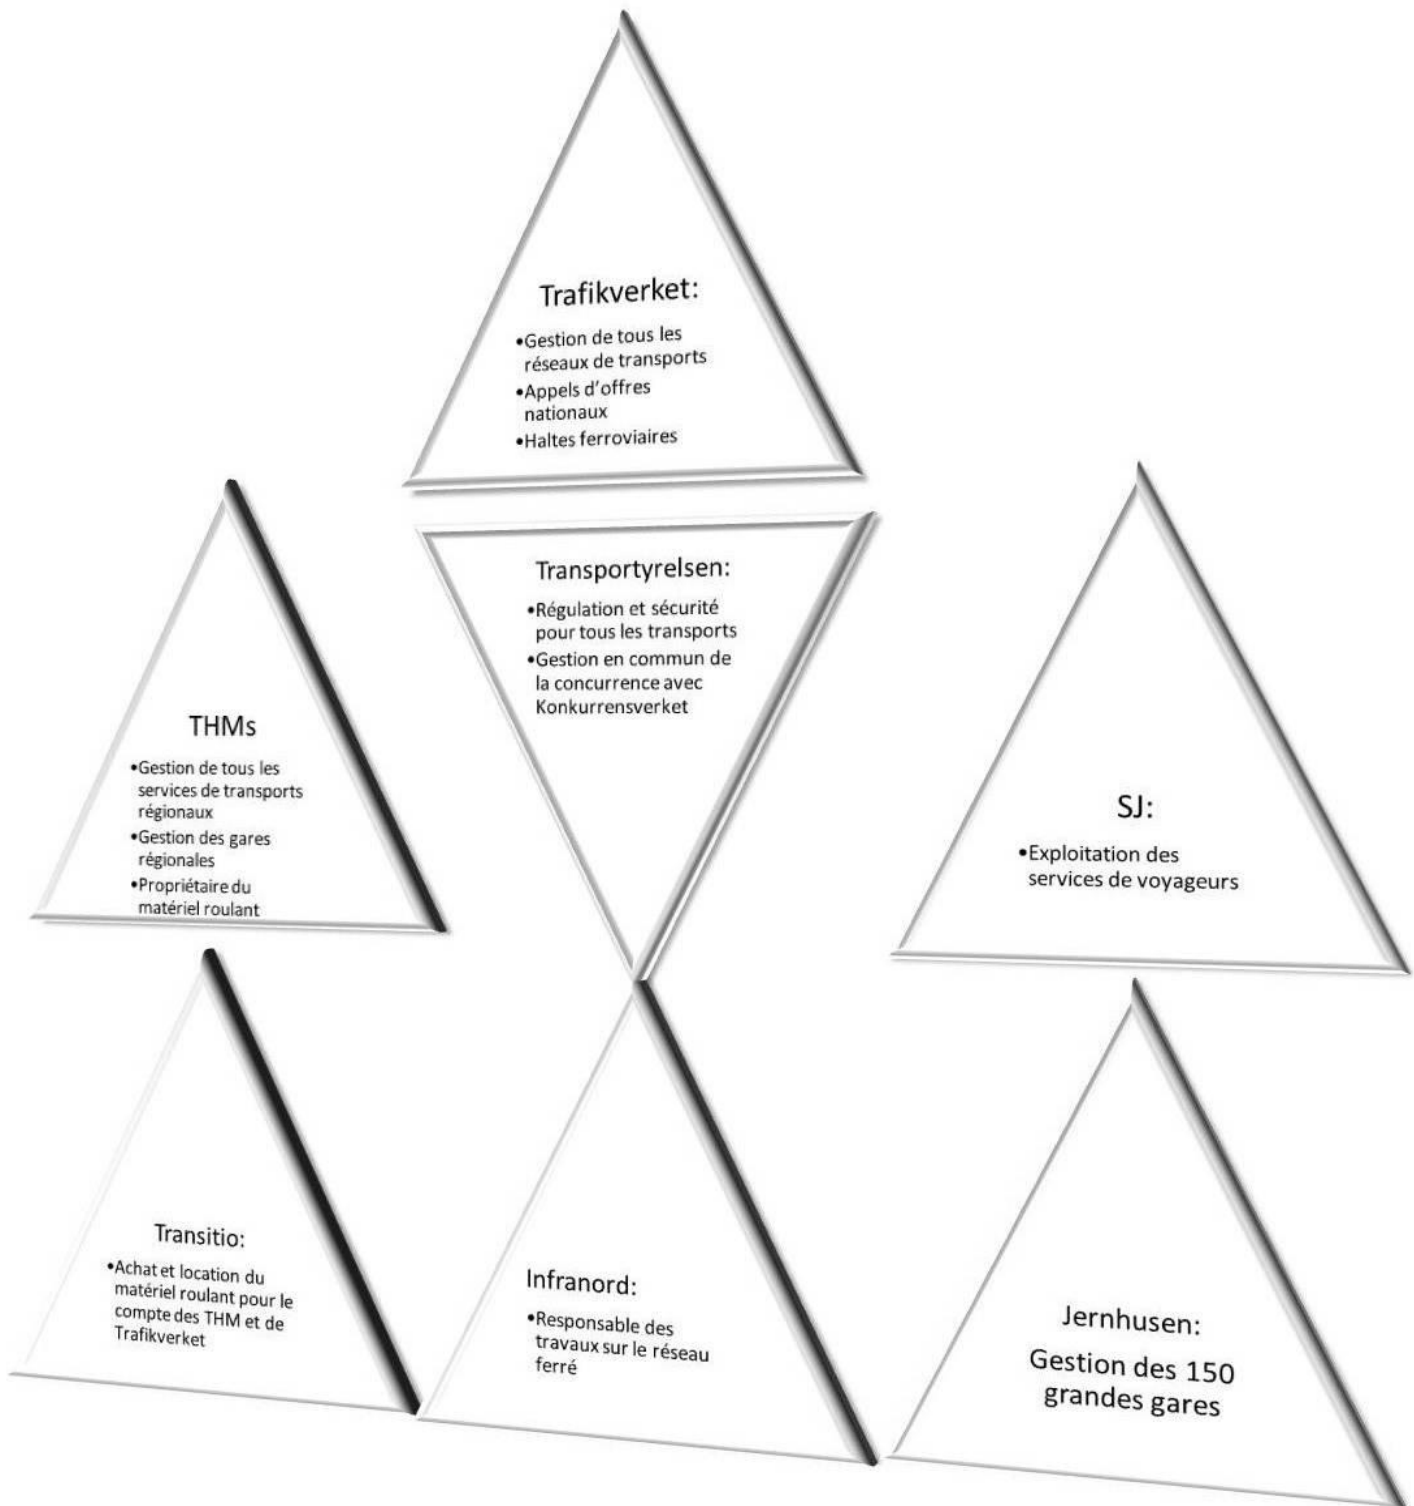 Trafikverket:
•Gestion de tous les
réseaux de transports
•Appels d'offres
nationaux
•Haltes ferroviaires
Transportyrelsen:
•Régulation et sécurité
pour tous les transports
•Gestion en commun de
la concurrence avec
Konkurrensverket
THMs
•Gestion de tous les
services de transports
régionaux
•Gestion des gares
régionales
•Propriétaire du
matériel roulant
SJ:
•Exploitation des
services de voyageurs
Transitio:
•Achat et location du
matériel roulant pour le
compte des THM et de
Trafikverket
Infranord:
•Responsable des
travaux sur le réseau
ferré
Jernhusen:
Gestion des 150
grandes gares